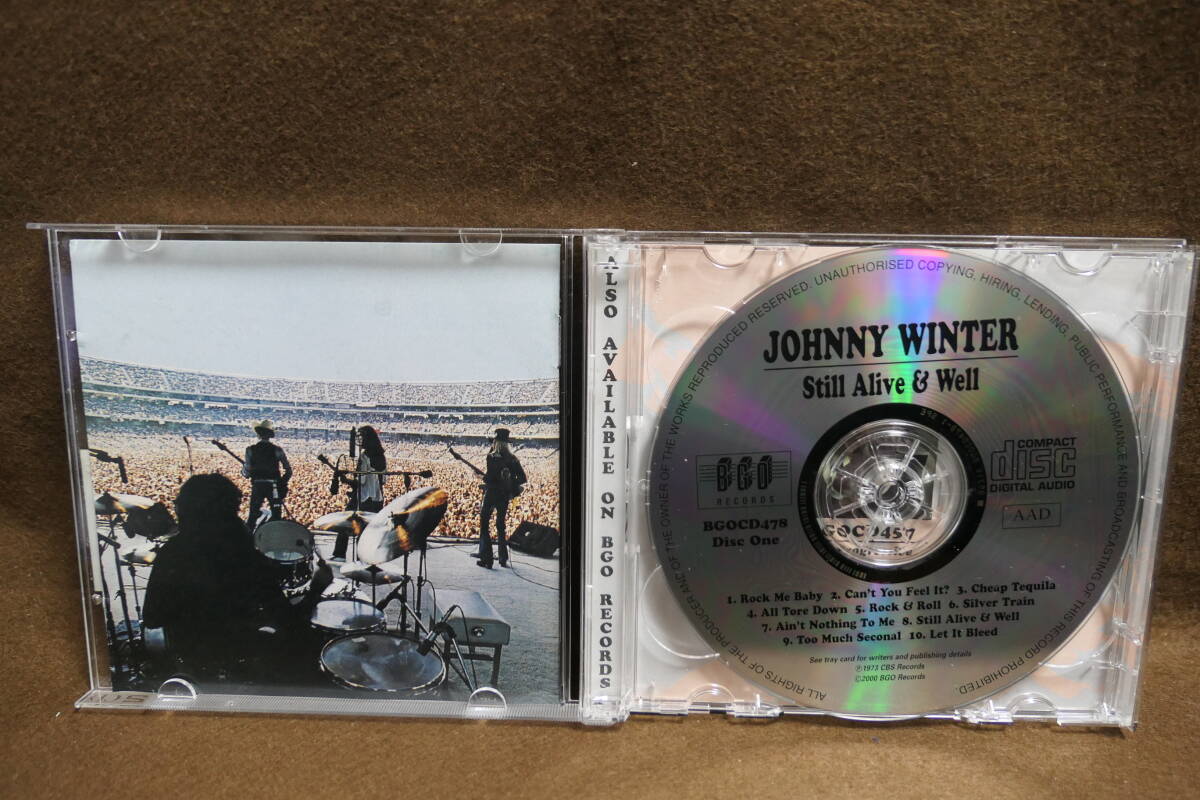 ALSO AVAILABLE ON BGO RECORDS
ALL RIGHTS OF THE PRODUCER AND OF THE OWNER OF THE WORKS REPRODUCED RESERVED. UNAUTHORISED COPYING, HIRING, LENDING, PUBLIC PERFORMANCE AND BROADCASTING OF THIS RECORD PROHIBITED.
JOHNNY WINTER
Still Alive & Well
BGO
RECORDS
BGOCD478
Disc One
COMPACT
disc
DIGITAL AUDIO
AAD
GOCD457
1. Rock Me Baby 2. Can't You Feel It? 3. Cheap Tequila
4. All Tore Down 5. Rock & Roll 6. Silver Train
7. Ain't Nothing To Me 8. Still Alive & Well
9. Too Much Seconal 10. Let It Bleed
See tray card for writers and publishing details
℗1973 CBS Records
©2000 BGO Records